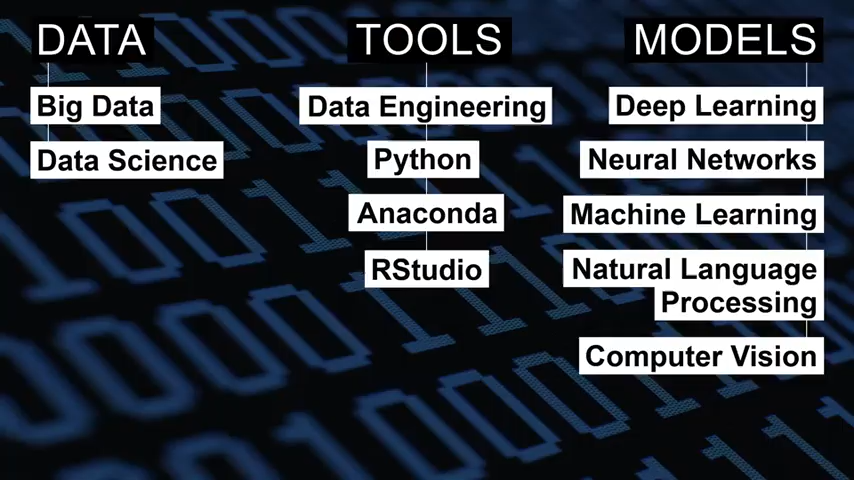 DATA
Big Data
Data Science
TOOLS
Data Engineering
Python
Anaconda
RStudio
MODELS
Deep Learning
Neural Networks
Machine Learning
Natural Language
Processing
Computer Vision